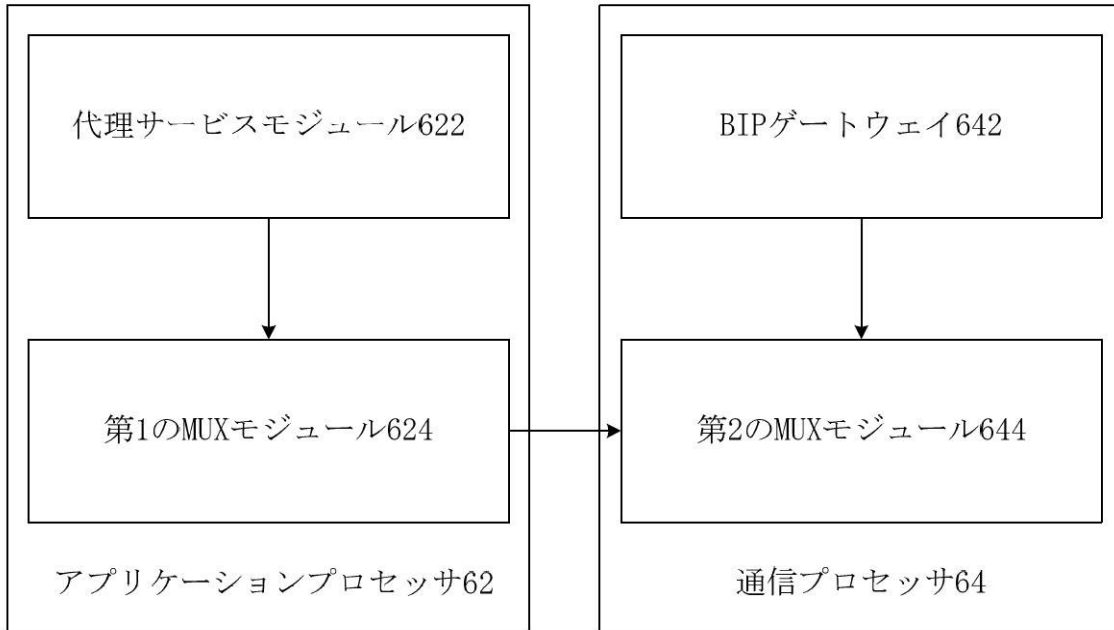 代理サービスモジュール622
第1のMUXモジュール624
アプリケーションプロセッサ62
BIPゲートウェイ642
第2のMUXモジュール644
通信プロセッサ64